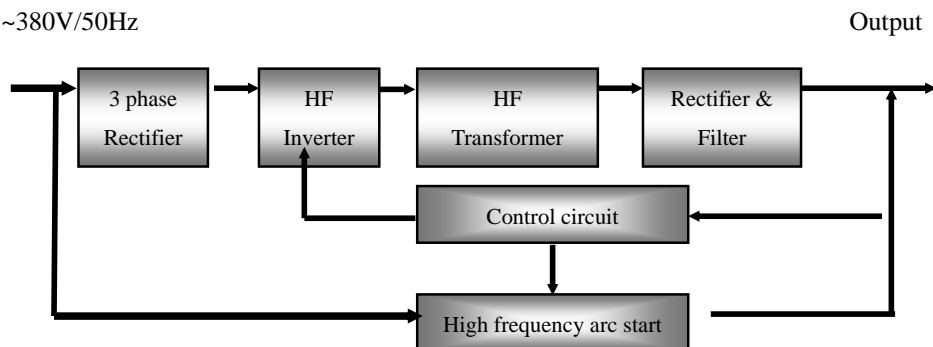 ~380V/50Hz
Output
3 phase
Rectifier
HF
Inverter
HF
Transformer
Rectifier &
Filter
Control circuit
High frequency arc start